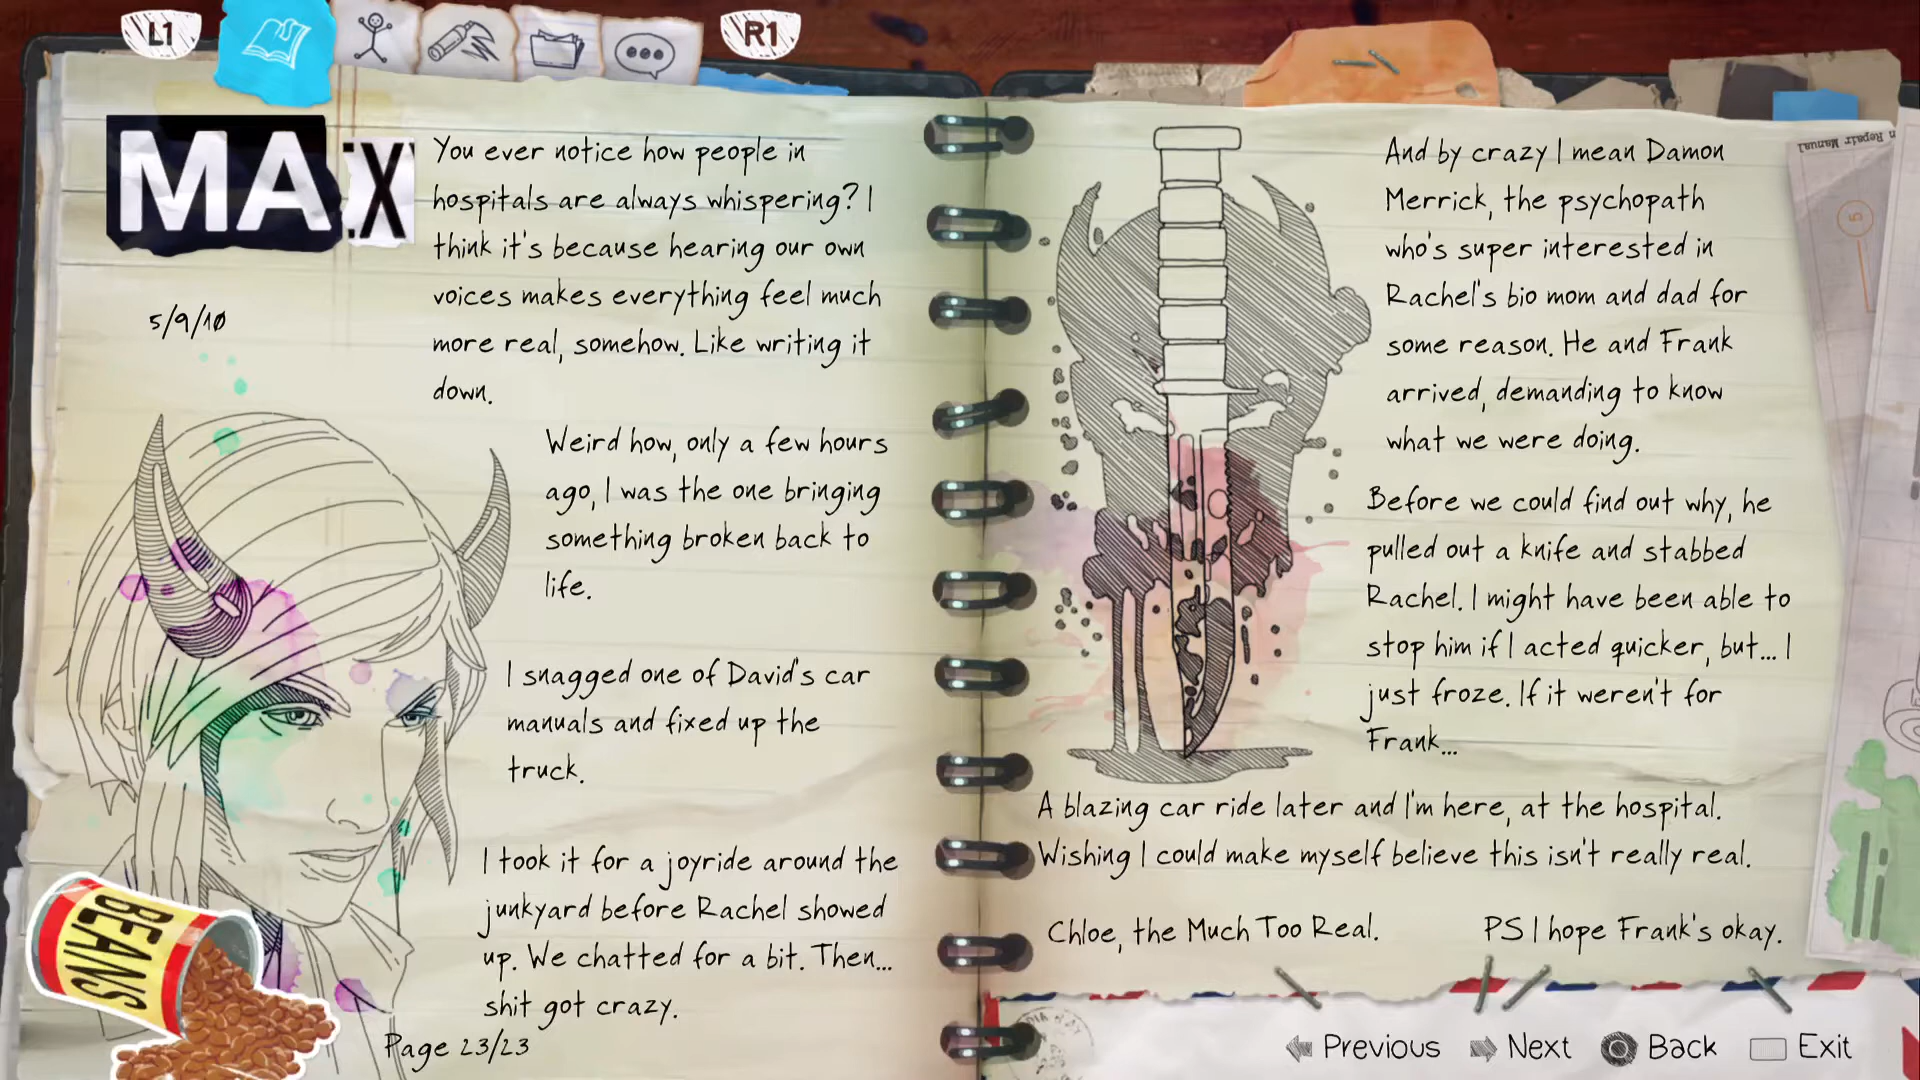 L1
R1
MAX
5/9/10
You ever notice how people in
hospitals are always whispering? I
think it's because hearing our own
voices makes everything feel much
more real, somehow. Like writing it
down.
Weird how, only a few hours
ago, I was the one bringing
something broken back to
life.
I snagged one of David's car
manuals and fixed up the
truck.
I took it for a joyride around the
junkyard before Rachel showed
up. We chatted for a bit. Then...
shit got crazy.
BEANS
Page 23/23
And by crazy I mean Damon
Merrick, the psychopath
who's super interested in
Rachel's bio mom and dad for
some reason. He and Frank
arrived, demanding to know
what we were doing.
Before we could find out why, he
pulled out a knife and stabbed
Rachel. I might have been able to
stop him if I acted quicker, but... I
just froze. If it weren't for
Frank...
A blazing car ride later and I'm here, at the hospital.
Wishing I could make myself believe this isn't really real.
Chloe, the Much Too Real.
PS I hope Frank's okay.
n Repair Manual
5
Previous
Next
Back
Exit